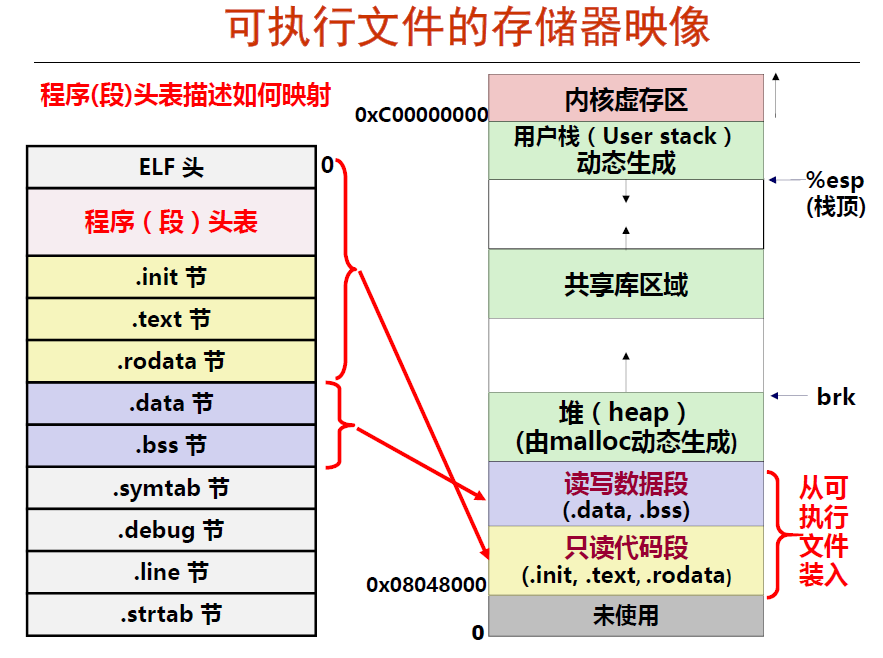 可执行文件的存储器映像
程序(段)头表描述如何映射
ELF 头
0
程序（段）头表
.init 节
.text 节
.rodata 节
.data 节
.bss 节
.symtab 节
.debug 节
.line 节
.strtab 节
0xC00000000
内核虚存区
用户栈（User stack）
动态生成
%esp
(栈顶)
共享库区域
brk
堆（heap）
(由malloc动态生成)
读写数据段
(.data, .bss)
只读代码段
(.init, .text, .rodata)
0x08048000
未使用
0
从可
执行
文件
装入